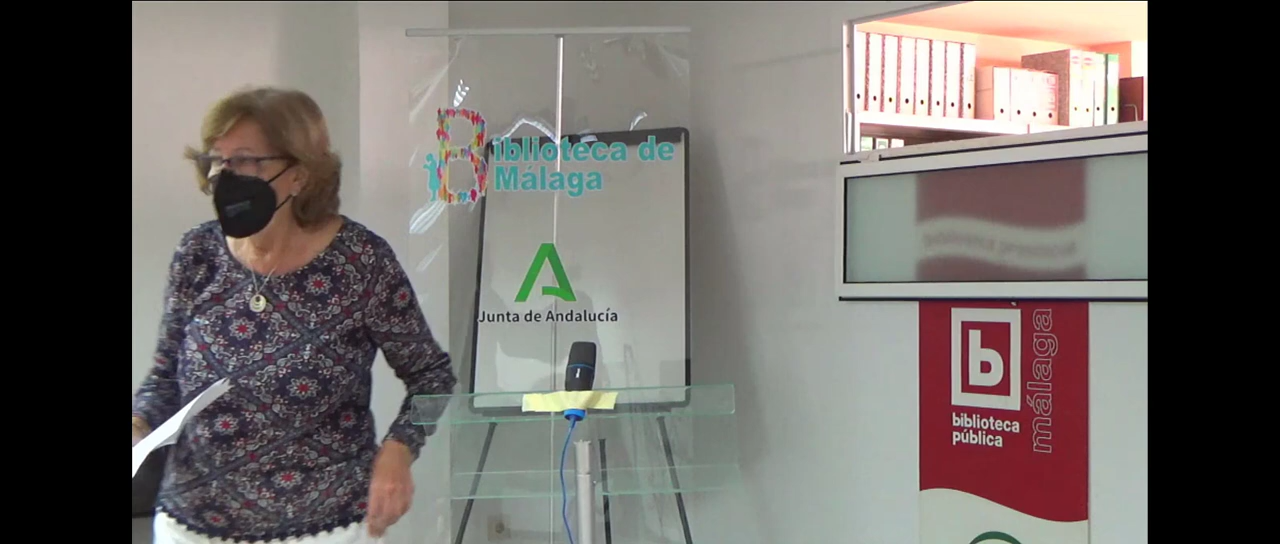 Biblioteca de
Málaga
Junta de Andalucía
b
biblioteca
pública
málaga